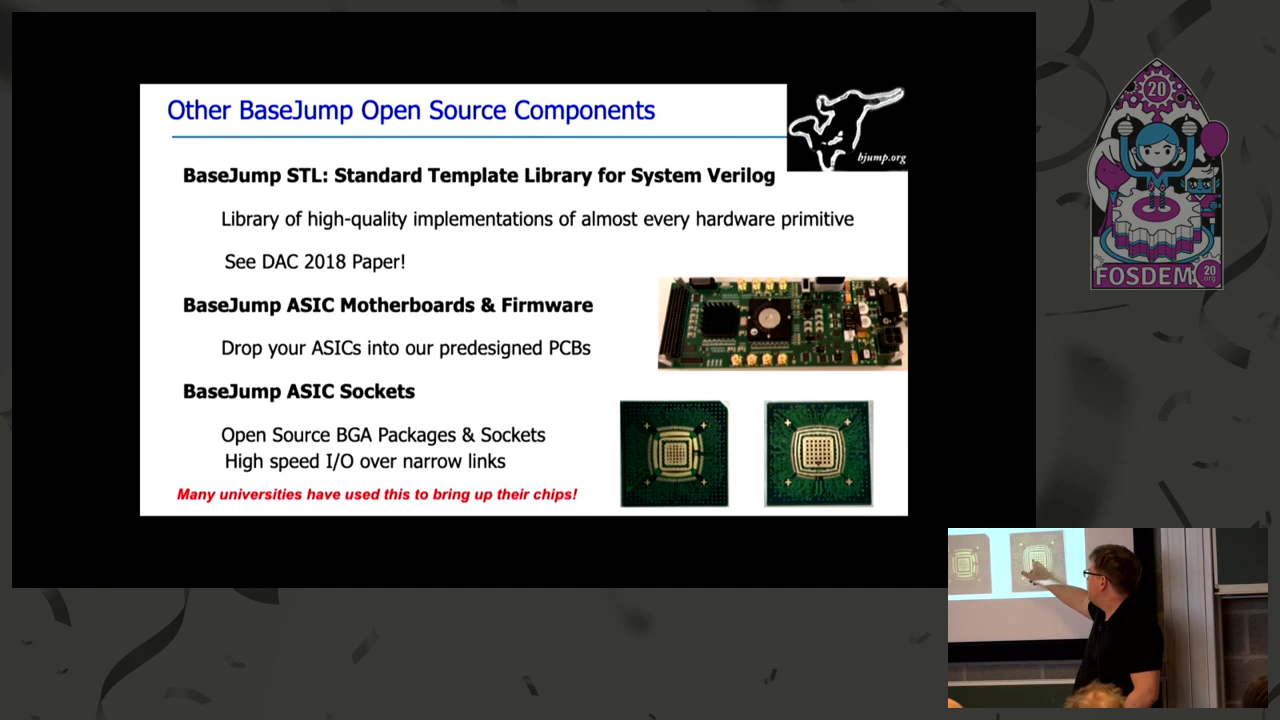 Other BaseJump Open Source Components
bjump.org
BaseJump STL: Standard Template Library for System Verilog
Library of high-quality implementations of almost every hardware primitive
See DAC 2018 Paper!
BaseJump ASIC Motherboards & Firmware
Drop your ASICs into our predesigned PCBs
BaseJump ASIC Sockets
Open Source BGA Packages & Sockets
High speed I/O over narrow links
Many universities have used this to bring up their chips!
20
FOSDEM
20
.org